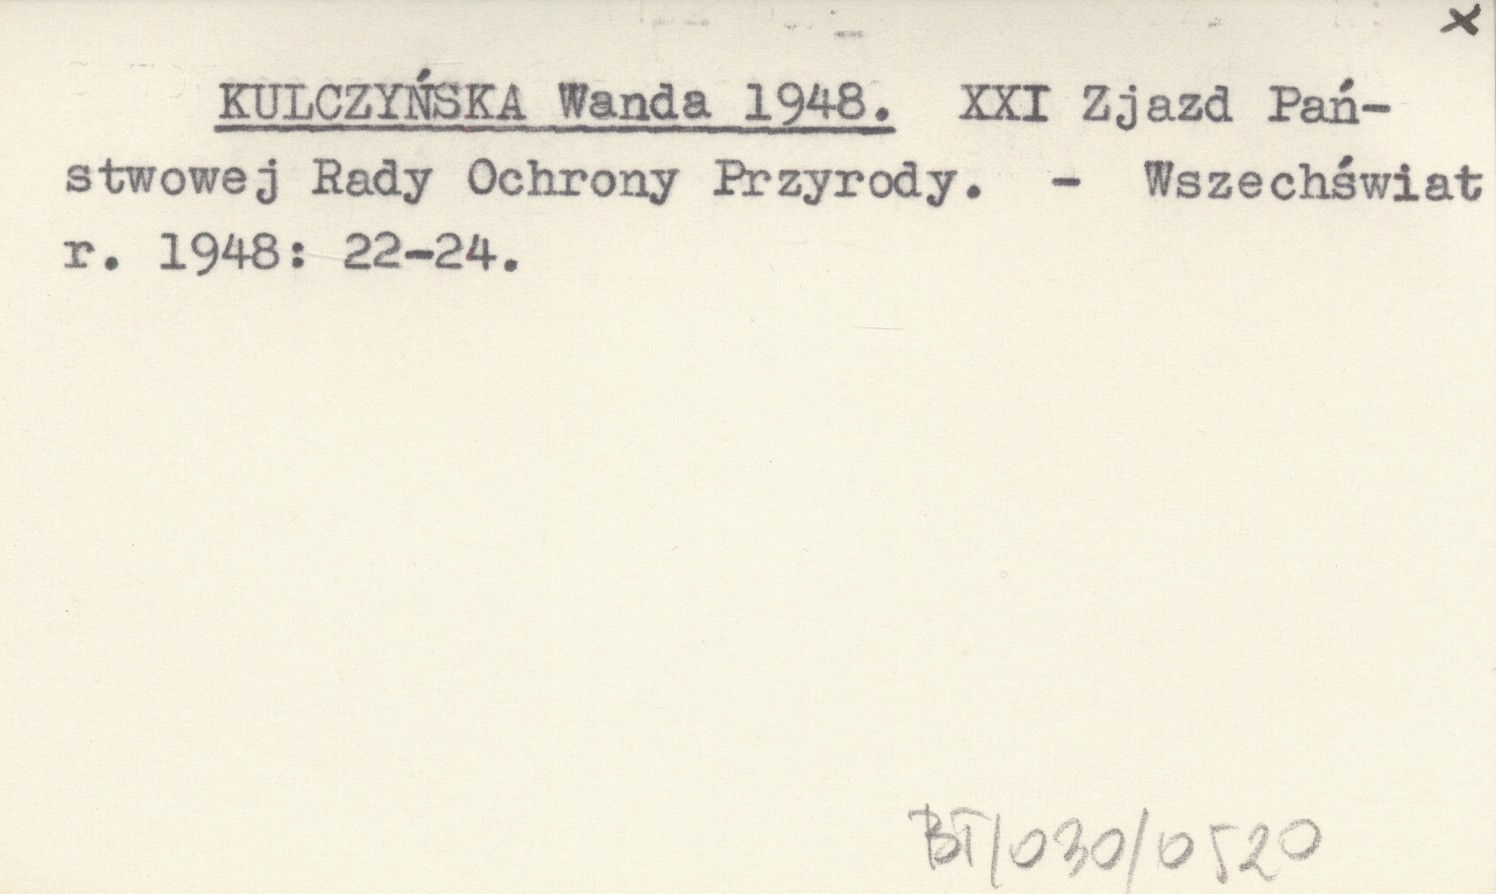 x
KULCZYŃSKA Wanda 1948. XXI Zjazd Pań-
stwowej Rady Ochrony Przyrody. - Wszechświat
r. 1948: 22-24.
BT/030/0520